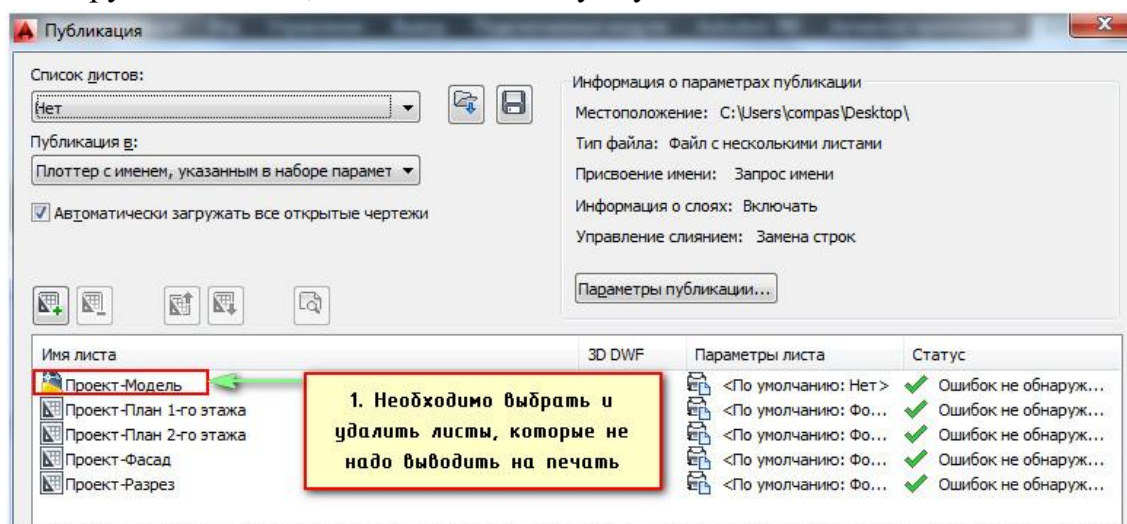 Публикация
Список листов:
Нет
Публикация в:
Плоттер с именем, указанным в наборе парамет
Автоматически загружать все открытые чертежи
Информация о параметрах публикации
Местоположение: C:\Users\compas\Desktop\
Тип файла: Файл с несколькими листами
Присвоение имени: Запрос имени
Информация о слоях: Включать
Управление слиянием: Замена строк
Параметры публикации...
Имя листа 3D DWF Параметры листа Статус
Проект-Модель <По умолчанию: Нет> Ошибок не обнаруж...
Проект-План 1-го этажа <По умолчанию: Фо... Ошибок не обнаруж...
Проект-План 2-го этажа <По умолчанию: Фо... Ошибок не обнаруж...
Проект-Фасад <По умолчанию: Фо... Ошибок не обнаруж...
Проект-Разрез <По умолчанию: Фо... Ошибок не обнаруж...
1. Необходимо выбрать и
удалить листы, которые не
надо выводить на печать